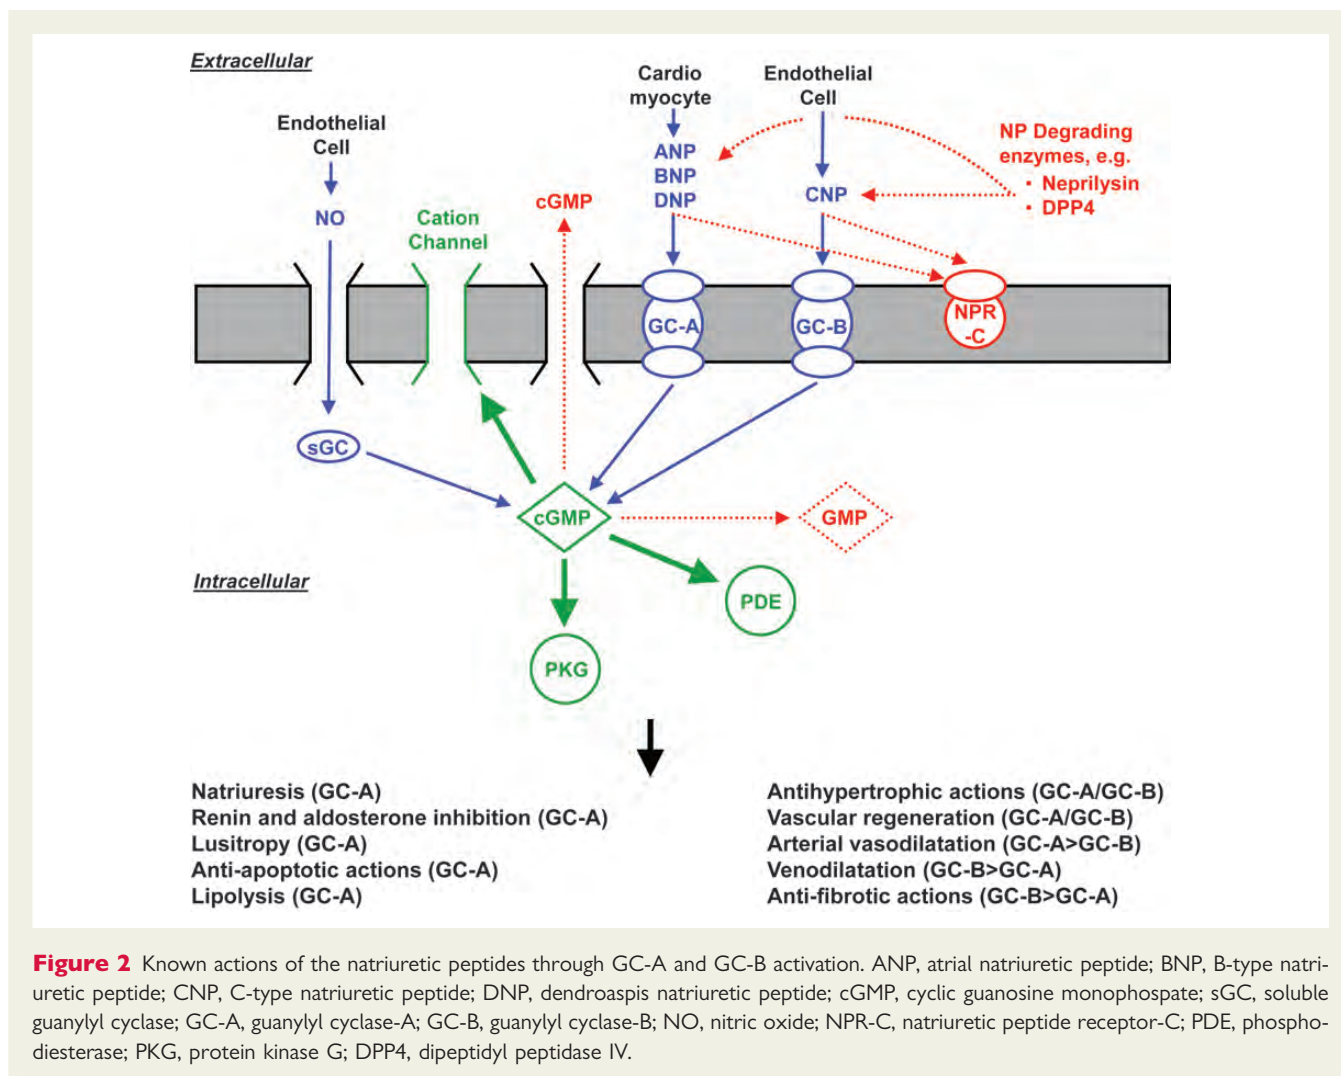 Extracellular
Cardio
myocyte
Endothelial
Cell
Endothelial
Cell
NP Degrading
enzymes, e.g.
• Neprilysin
• DPP4
ANP
BNP
DNP
CNP
NO
Cation
Channel
cGMP
GC-A
GC-B
NPR
-C
sGC
cGMP
GMP
Intracellular
PDE
PKG
Natriuresis (GC-A)
Renin and aldosterone inhibition (GC-A)
Lusitropy (GC-A)
Anti-apoptotic actions (GC-A)
Lipolysis (GC-A)
Antihypertrophic actions (GC-A/GC-B)
Vascular regeneration (GC-A/GC-B)
Arterial vasodilatation (GC-A>GC-B)
Venodilatation (GC-B>GC-A)
Anti-fibrotic actions (GC-B>GC-A)
Figure 2 Known actions of the natriuretic peptides through GC-A and GC-B activation. ANP, atrial natriuretic peptide; BNP, B-type natri-
uretic peptide; CNP, C-type natriuretic peptide; DNP, dendroaspis natriuretic peptide; cGMP, cyclic guanosine monophospate; sGC, soluble
guanylyl cyclase; GC-A, guanylyl cyclase-A; GC-B, guanylyl cyclase-B; NO, nitric oxide; NPR-C, natriuretic peptide receptor-C; PDE, phospho-
diesterase; PKG, protein kinase G; DPP4, dipeptidyl peptidase IV.